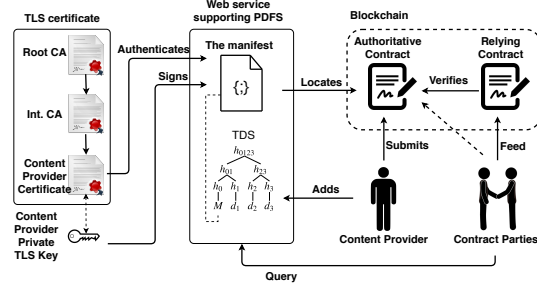 TLS certificate
Root CA
Int. CA
Content
Provider
Certificate
Content
Provider
Private
TLS Key
Authenticates
Signs
Web service
supporting PDFS
The manifest
{;}
TDS
h0123
h01 h23
h0 h1 h2 h3
M d1 d2 d3
Locates
Adds
Query
Blockchain
Authoritative
Contract
Relying
Contract
Verifies
Submits
Feed
Content Provider
Contract Parties